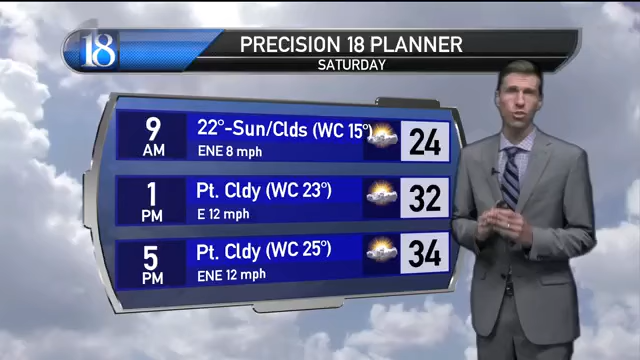 18
PRECISION 18 PLANNER
SATURDAY
9 AM
22°-Sun/Clds (WC 15°)
ENE 8 mph
24
1 PM
Pt. Cldy (WC 23°)
E 12 mph
32
5 PM
Pt. Cldy (WC 25°)
ENE 12 mph
34